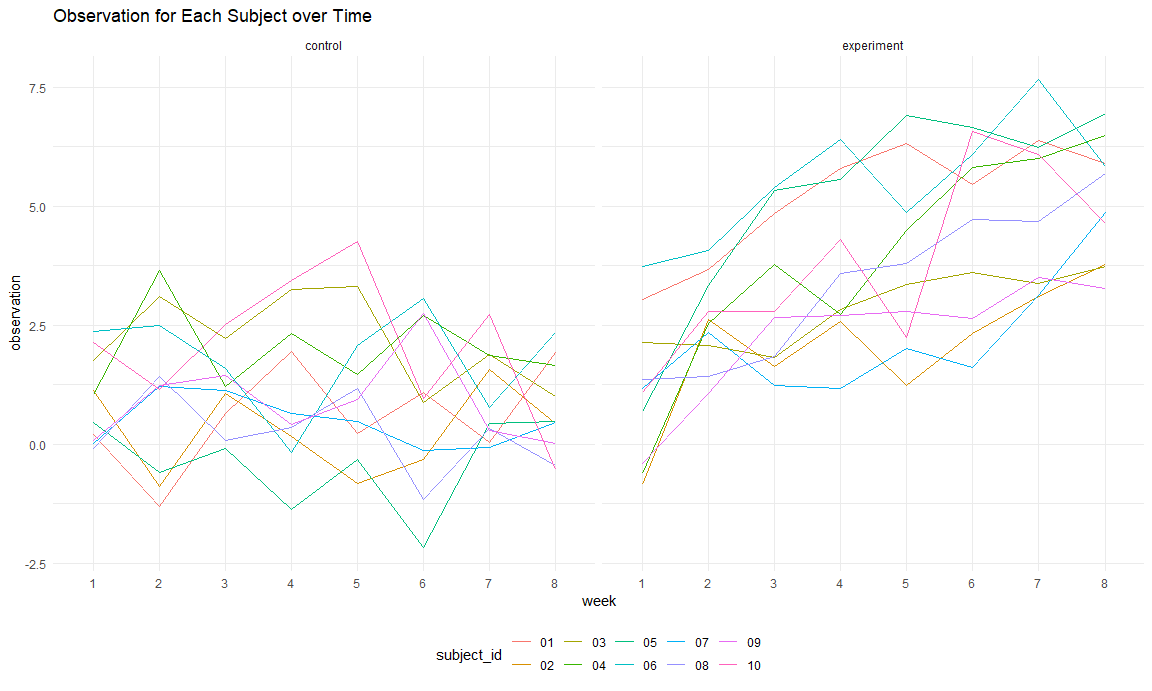 Observation for Each Subject over Time
control experiment
7.5
5.0
2.5
0.0
-2.5
observation
1 2 3 4 5 6 7 8 1 2 3 4 5 6 7 8
week
subject_id
01 03 05 07 09
02 04 06 08 10